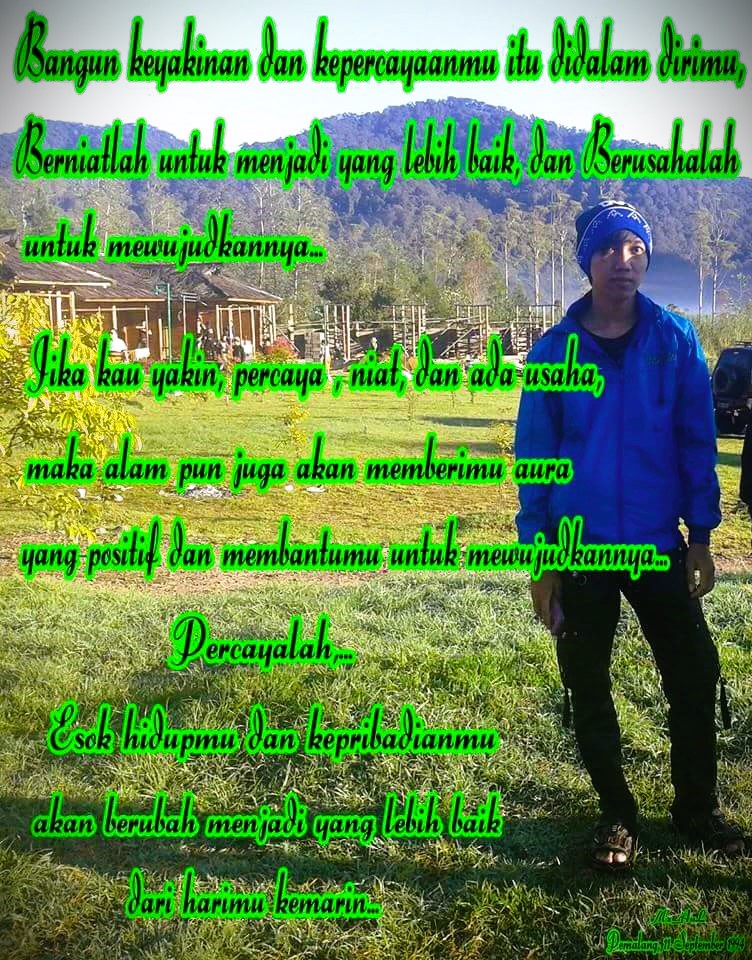 Bangun keyakinan dan kepercayaanmu itu didalam dirimu,
Berniatlah untuk menjadi yang lebih baik, dan Berusahalah
untuk mewujudkannya...
Jika kau yakin, percaya , niat, dan ada usaha,
maka alam pun juga akan memberimu aura
yang positif dan membantumu untuk mewujudkannya...
Percayalah,...
Esok hidupmu dan kepribadianmu
akan berubah menjadi yang lebih baik
dari harimu kemarin...
Pemalang, 11 September 1994